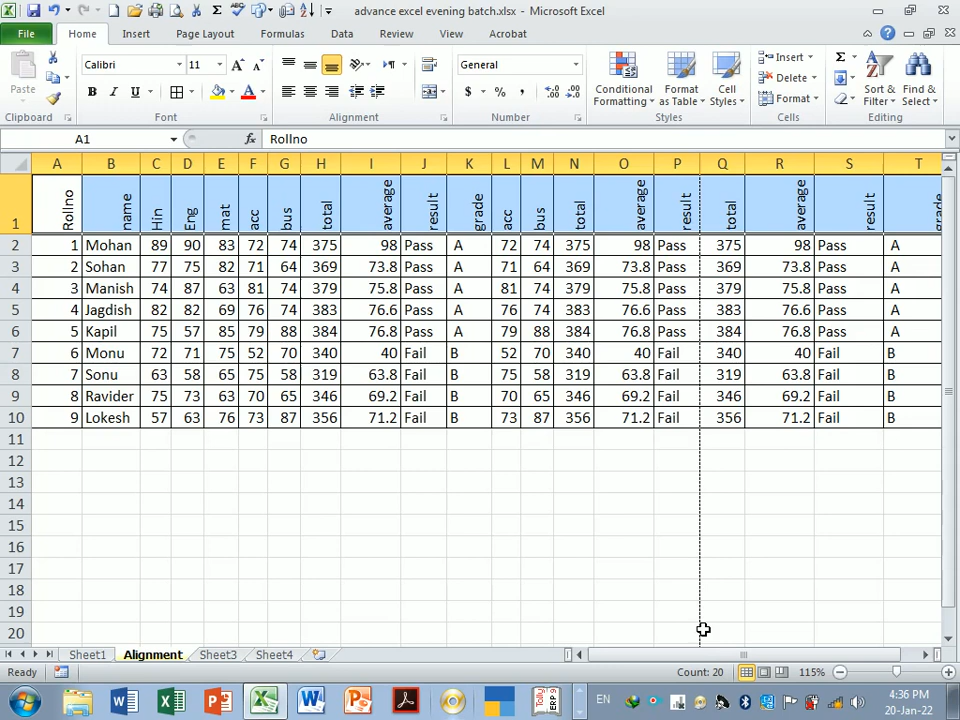 advance excel evening batch.xlsx - Microsoft Excel
File Home Insert Page Layout Formulas Data Review View Acrobat
Paste Calibri 11 General Conditional Formatting Format as Table Cell Styles Insert Delete Format Sort & Filter Find & Select
Clipboard Font Alignment Number Styles Cells Editing
A1 fx Rollno
A B C D E F G H I J K L M N O P Q R S T
1 Rollno name Hin Eng mat acc bus total average result grade acc bus total average result total average result grade
2 1 Mohan 89 90 83 72 74 375 98 Pass A 72 74 375 98 Pass 375 98 Pass A
3 2 Sohan 77 75 82 71 64 369 73.8 Pass A 71 64 369 73.8 Pass 369 73.8 Pass A
4 3 Manish 74 87 63 81 74 379 75.8 Pass A 81 74 379 75.8 Pass 379 75.8 Pass A
5 4 Jagdish 82 82 69 76 74 383 76.6 Pass A 76 74 383 76.6 Pass 383 76.6 Pass A
6 5 Kapil 75 57 85 79 88 384 76.8 Pass A 79 88 384 76.8 Pass 384 76.8 Pass A
7 6 Monu 72 71 75 52 70 340 40 Fail B 52 70 340 40 Fail 340 40 Fail B
8 7 Sonu 63 58 65 75 58 319 63.8 Fail B 75 58 319 63.8 Fail 319 63.8 Fail B
9 8 Ravider 75 73 63 70 65 346 69.2 Fail B 70 65 346 69.2 Fail 346 69.2 Fail B
10 9 Lokesh 57 63 76 73 87 356 71.2 Fail B 73 87 356 71.2 Fail 356 71.2 Fail B
11
12
13
14
15
16
17
18
19
20
Sheet1 Alignment Sheet3 Sheet4
Ready Count: 20 115%
EN 4:36 PM
20-Jan-22